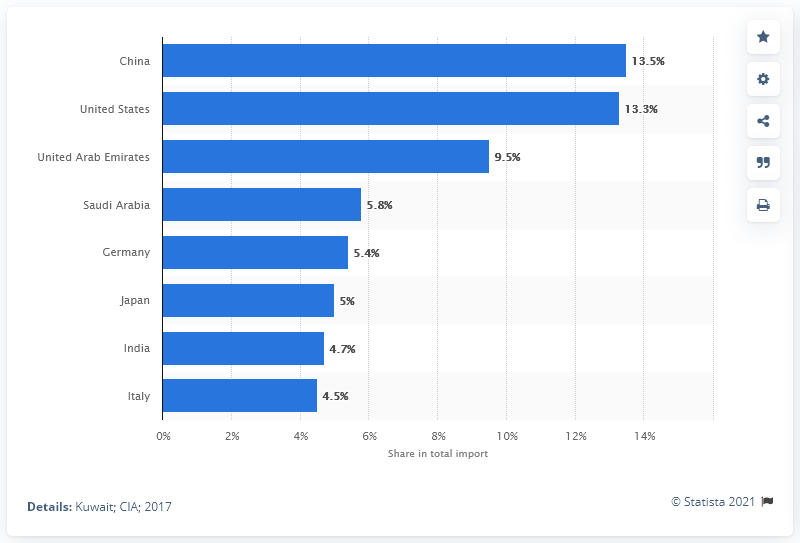 China
13.5%
United States
13.3%
United Arab Emirates
9.5%
Saudi Arabia
5.8%
Germany
5.4%
Japan
5%
India
4.7%
Italy
4.5%
0% 2% 4% 6% 8% 10% 12% 14%
Share in total import
© Statista 2021
Details: Kuwait; CIA; 2017